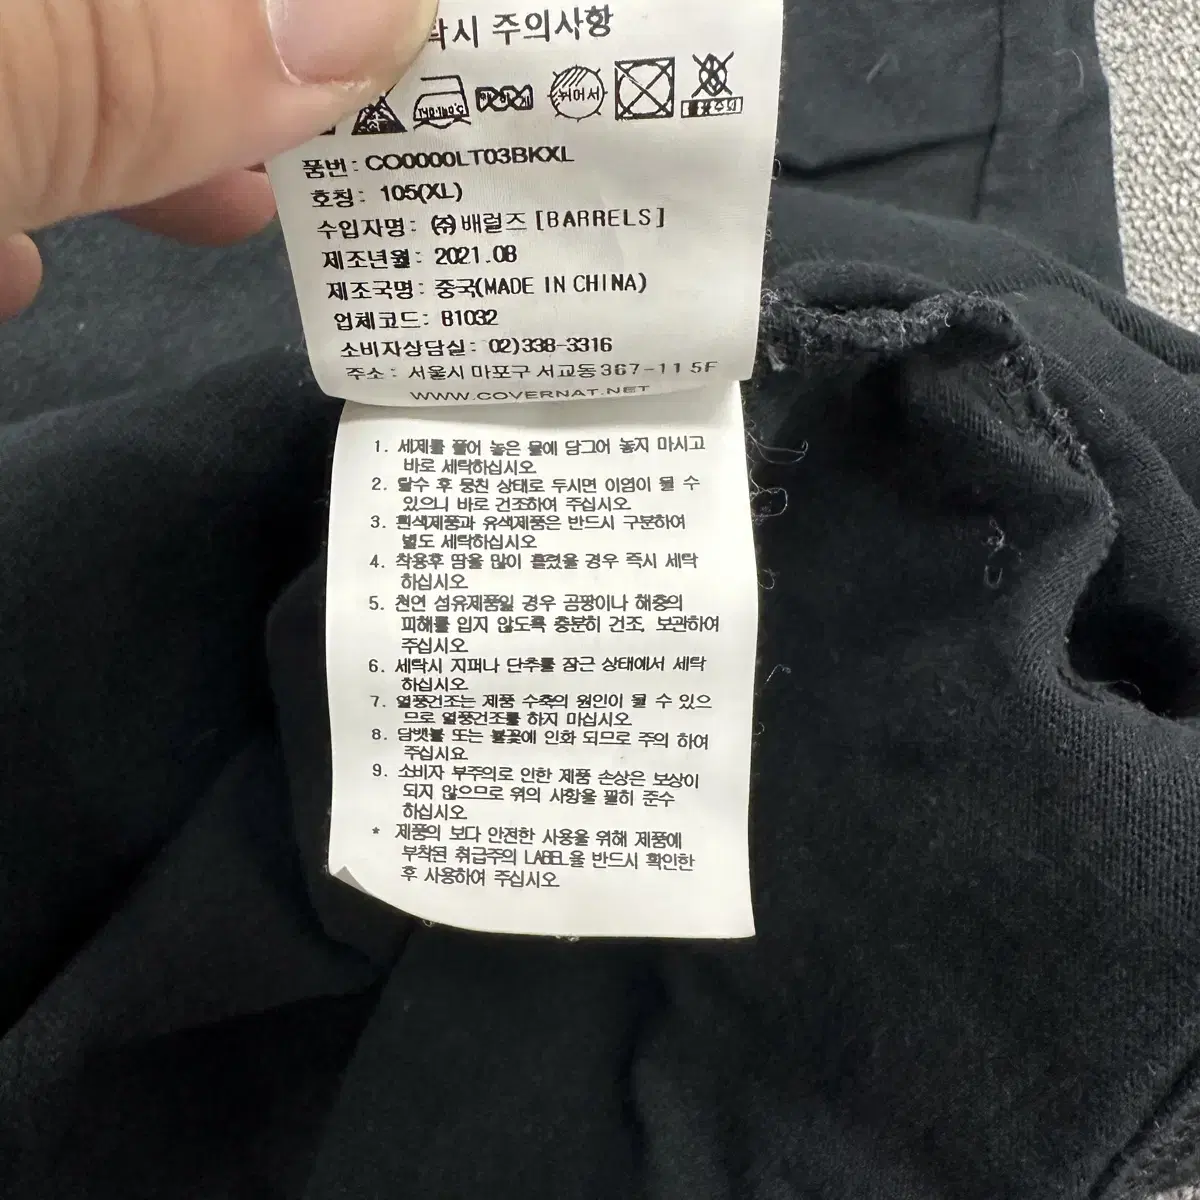 탁시 주의사항
140-160℃ 약하게 뉘어서
품번: CO0000LT03BKXL
호칭: 105(XL)
수입자명: ㈜배럴즈 [BARRELS]
제조년월: 2021.08
제조국명: 중국(MADE IN CHINA)
업체코드: B1032
소비자상담실: 02)338-3316
주소: 서울시 마포구 서교동367-11 5F
WWW.COVERNAT.NET
1. 세제를 풀어 놓은 물에 담그어 놓지 마시고
바로 세탁하십시오
2. 탈수 후 뭉친 상태로 두시면 이염이 될 수
있으니 바로 건조하여 주십시오
3. 흰색제품과 유색제품은 반드시 구분하여
별도 세탁하십시오
4. 착용후 땀을 많이 흘렸을 경우 즉시 세탁
하십시오
5. 천연 섬유제품일 경우 곰팡이나 해충의
피해를 입지 않도록 충분히 건조, 보관하여
주십시오
6. 세탁시 지퍼나 단추를 잠근 상태에서 세탁
하십시오
7. 열풍건조는 제품 수축의 원인이 될 수 있으
므로 열풍건조를 하지 마십시오
8. 담뱃불 또는 불꽃에 인화 되므로 주의 하여
주십시요
9. 소비자 부주의로 인한 제품 손상은 보상이
되지 않으므로 위의 사항을 필히 준수
하십시오
* 제품의 보다 안전한 사용을 위해 제품에
부착된 취급주의 LABEL을 반드시 확인한
후 사용하여 주십시오